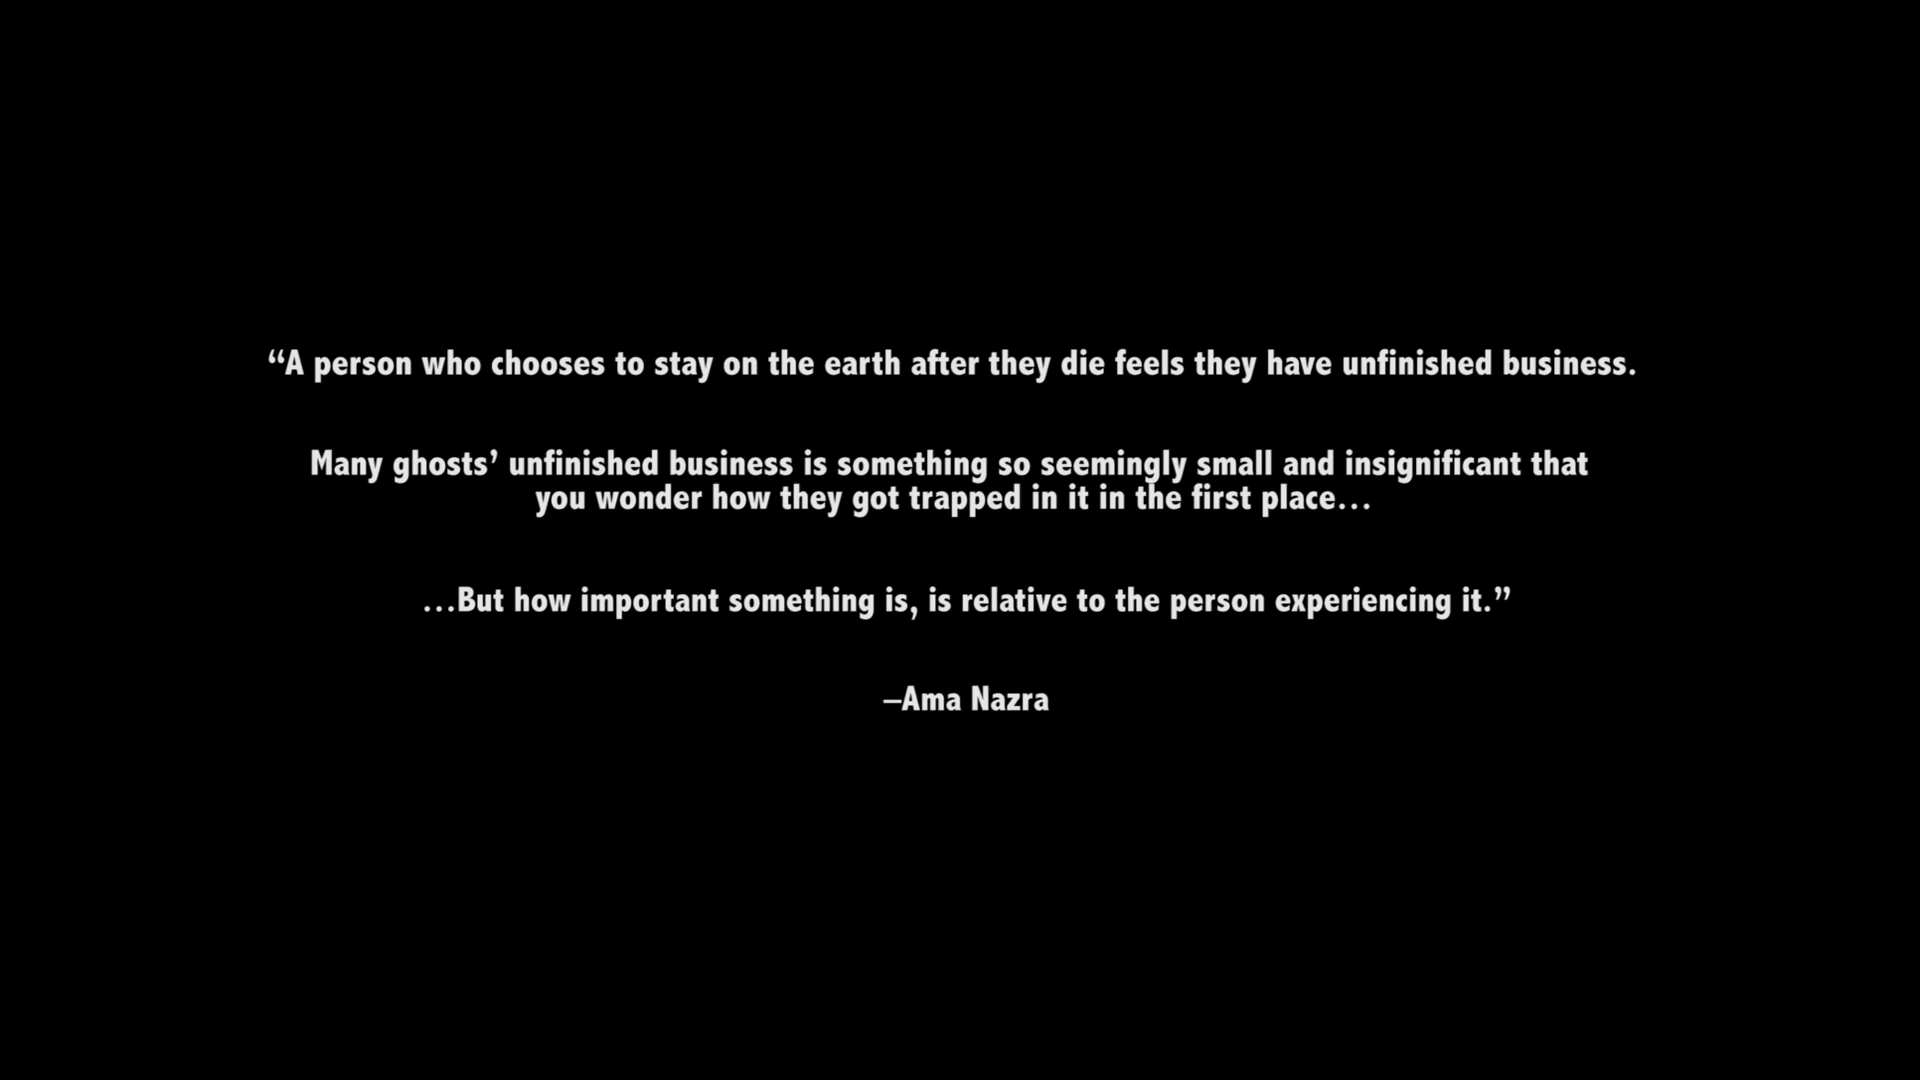 “A person who chooses to stay on the earth after they die feels they have unfinished business.
Many ghosts’ unfinished business is something so seemingly small and insignificant that
you wonder how they got trapped in it in the first place…
…But how important something is, is relative to the person experiencing it.”
–Ama Nazra